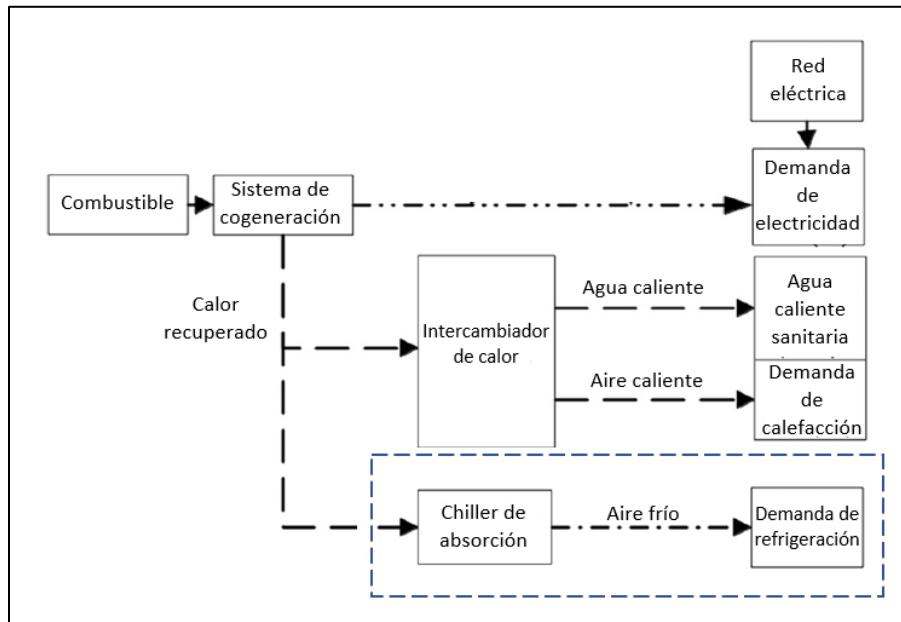 Red
eléctrica
Combustible
Sistema de
cogeneración
Demanda
de
electricidad
Calor
recuperado
Intercambiador
de calor
Agua caliente
Agua
caliente
sanitaria
Aire caliente
Demanda
de
calefacción
Chiller de
absorción
Aire frío
Demanda de
refrigeración